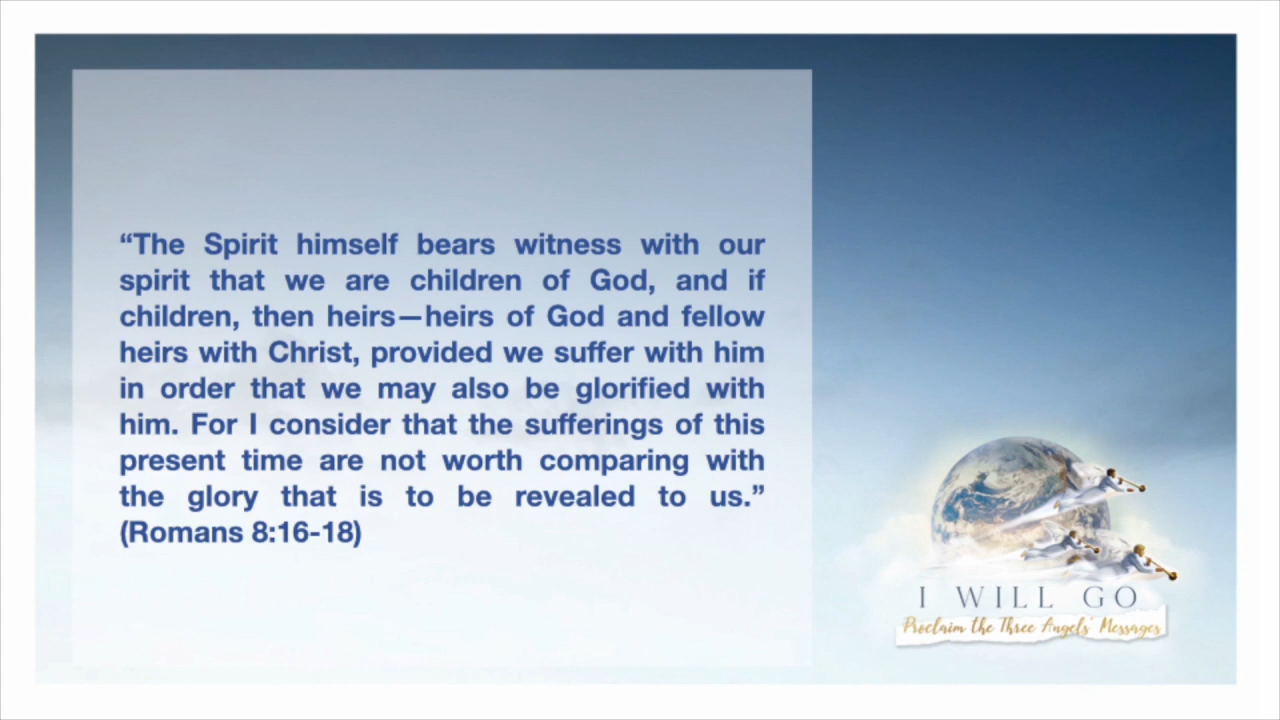 “The Spirit himself bears witness with our
spirit that we are children of God, and if
children, then heirs—heirs of God and fellow
heirs with Christ, provided we suffer with him
in order that we may also be glorified with
him. For I consider that the sufferings of this
present time are not worth comparing with
the glory that is to be revealed to us.”
(Romans 8:16-18)
I WILL GO
Proclaim the Three Angels' Messages